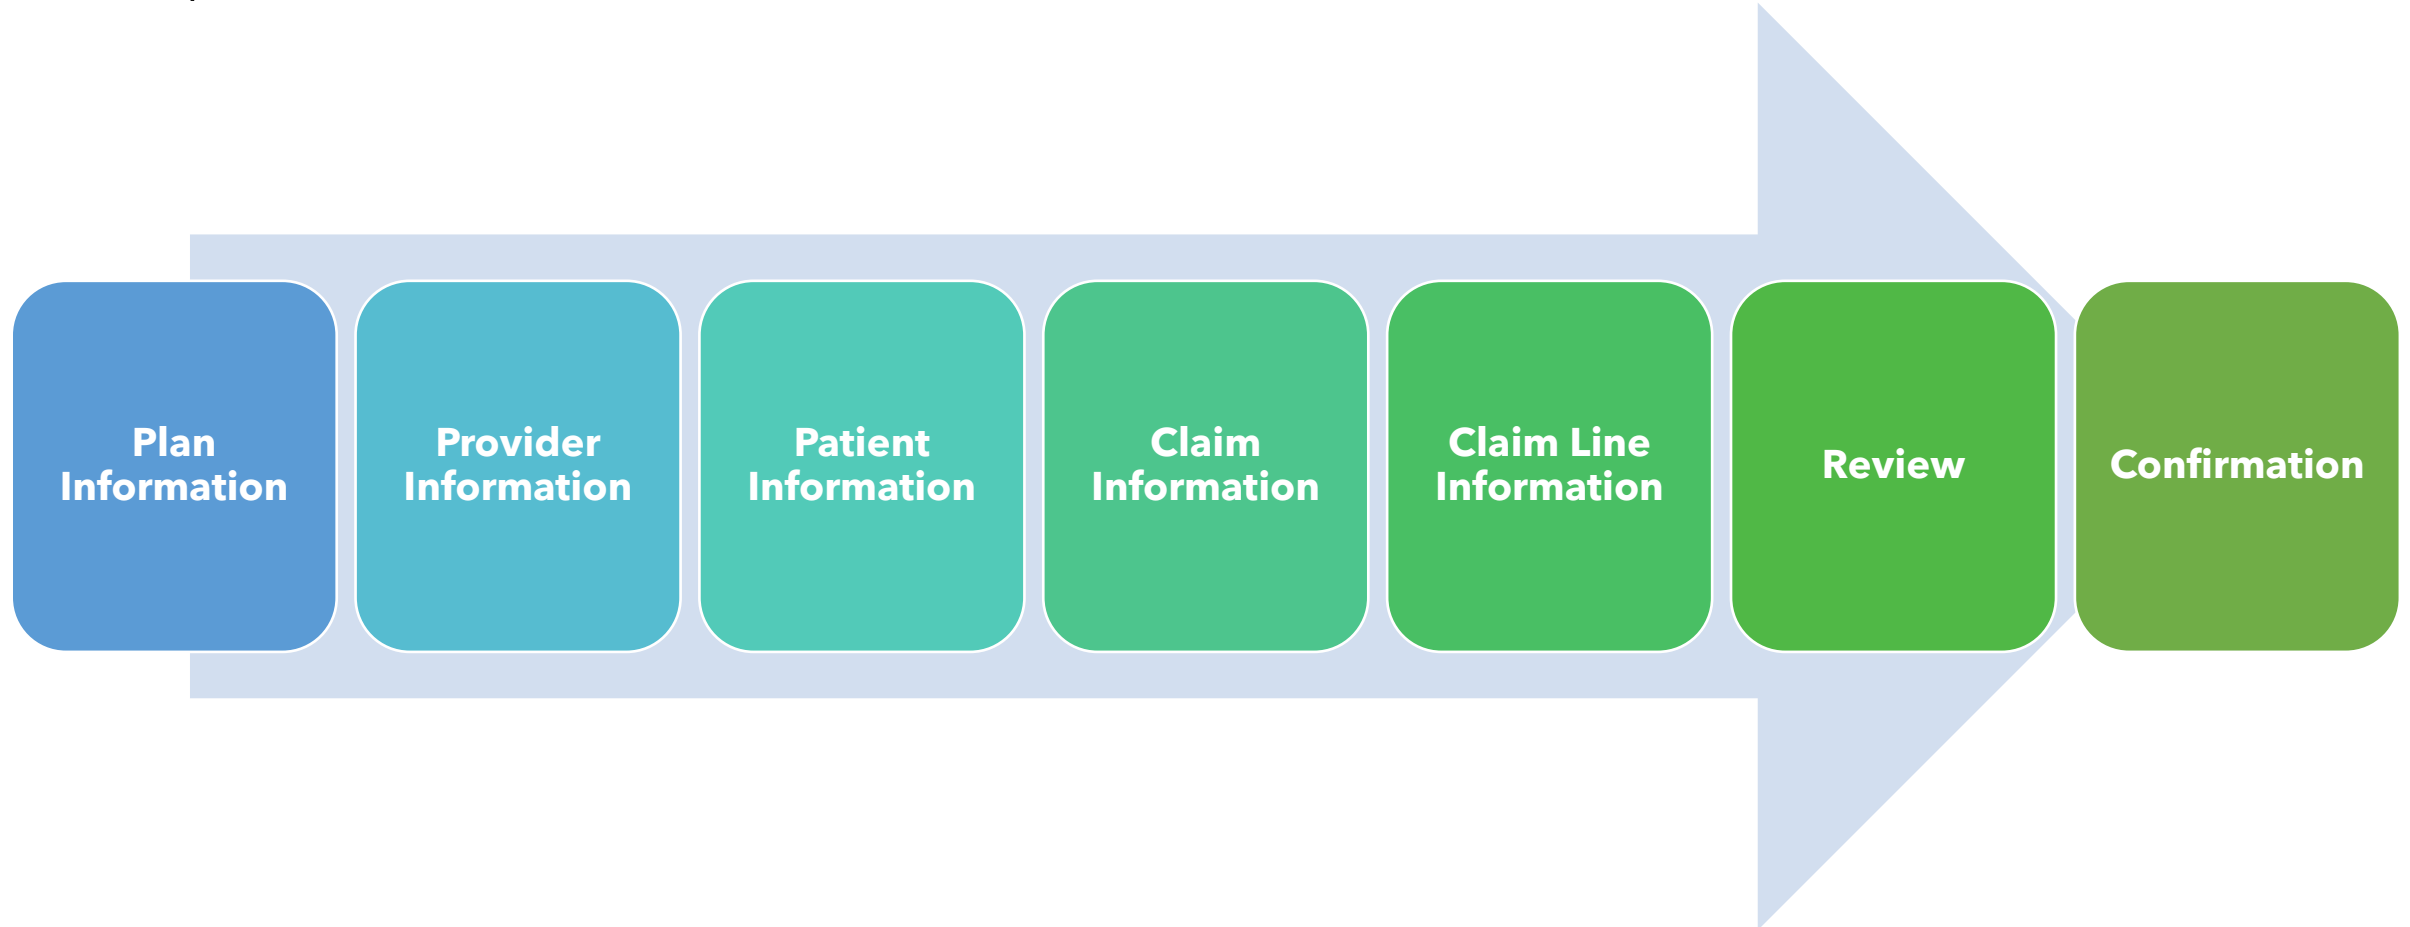 Plan
Information
Provider
Information
Patient
Information
Claim
Information
Claim Line
Information
Review
Confirmation